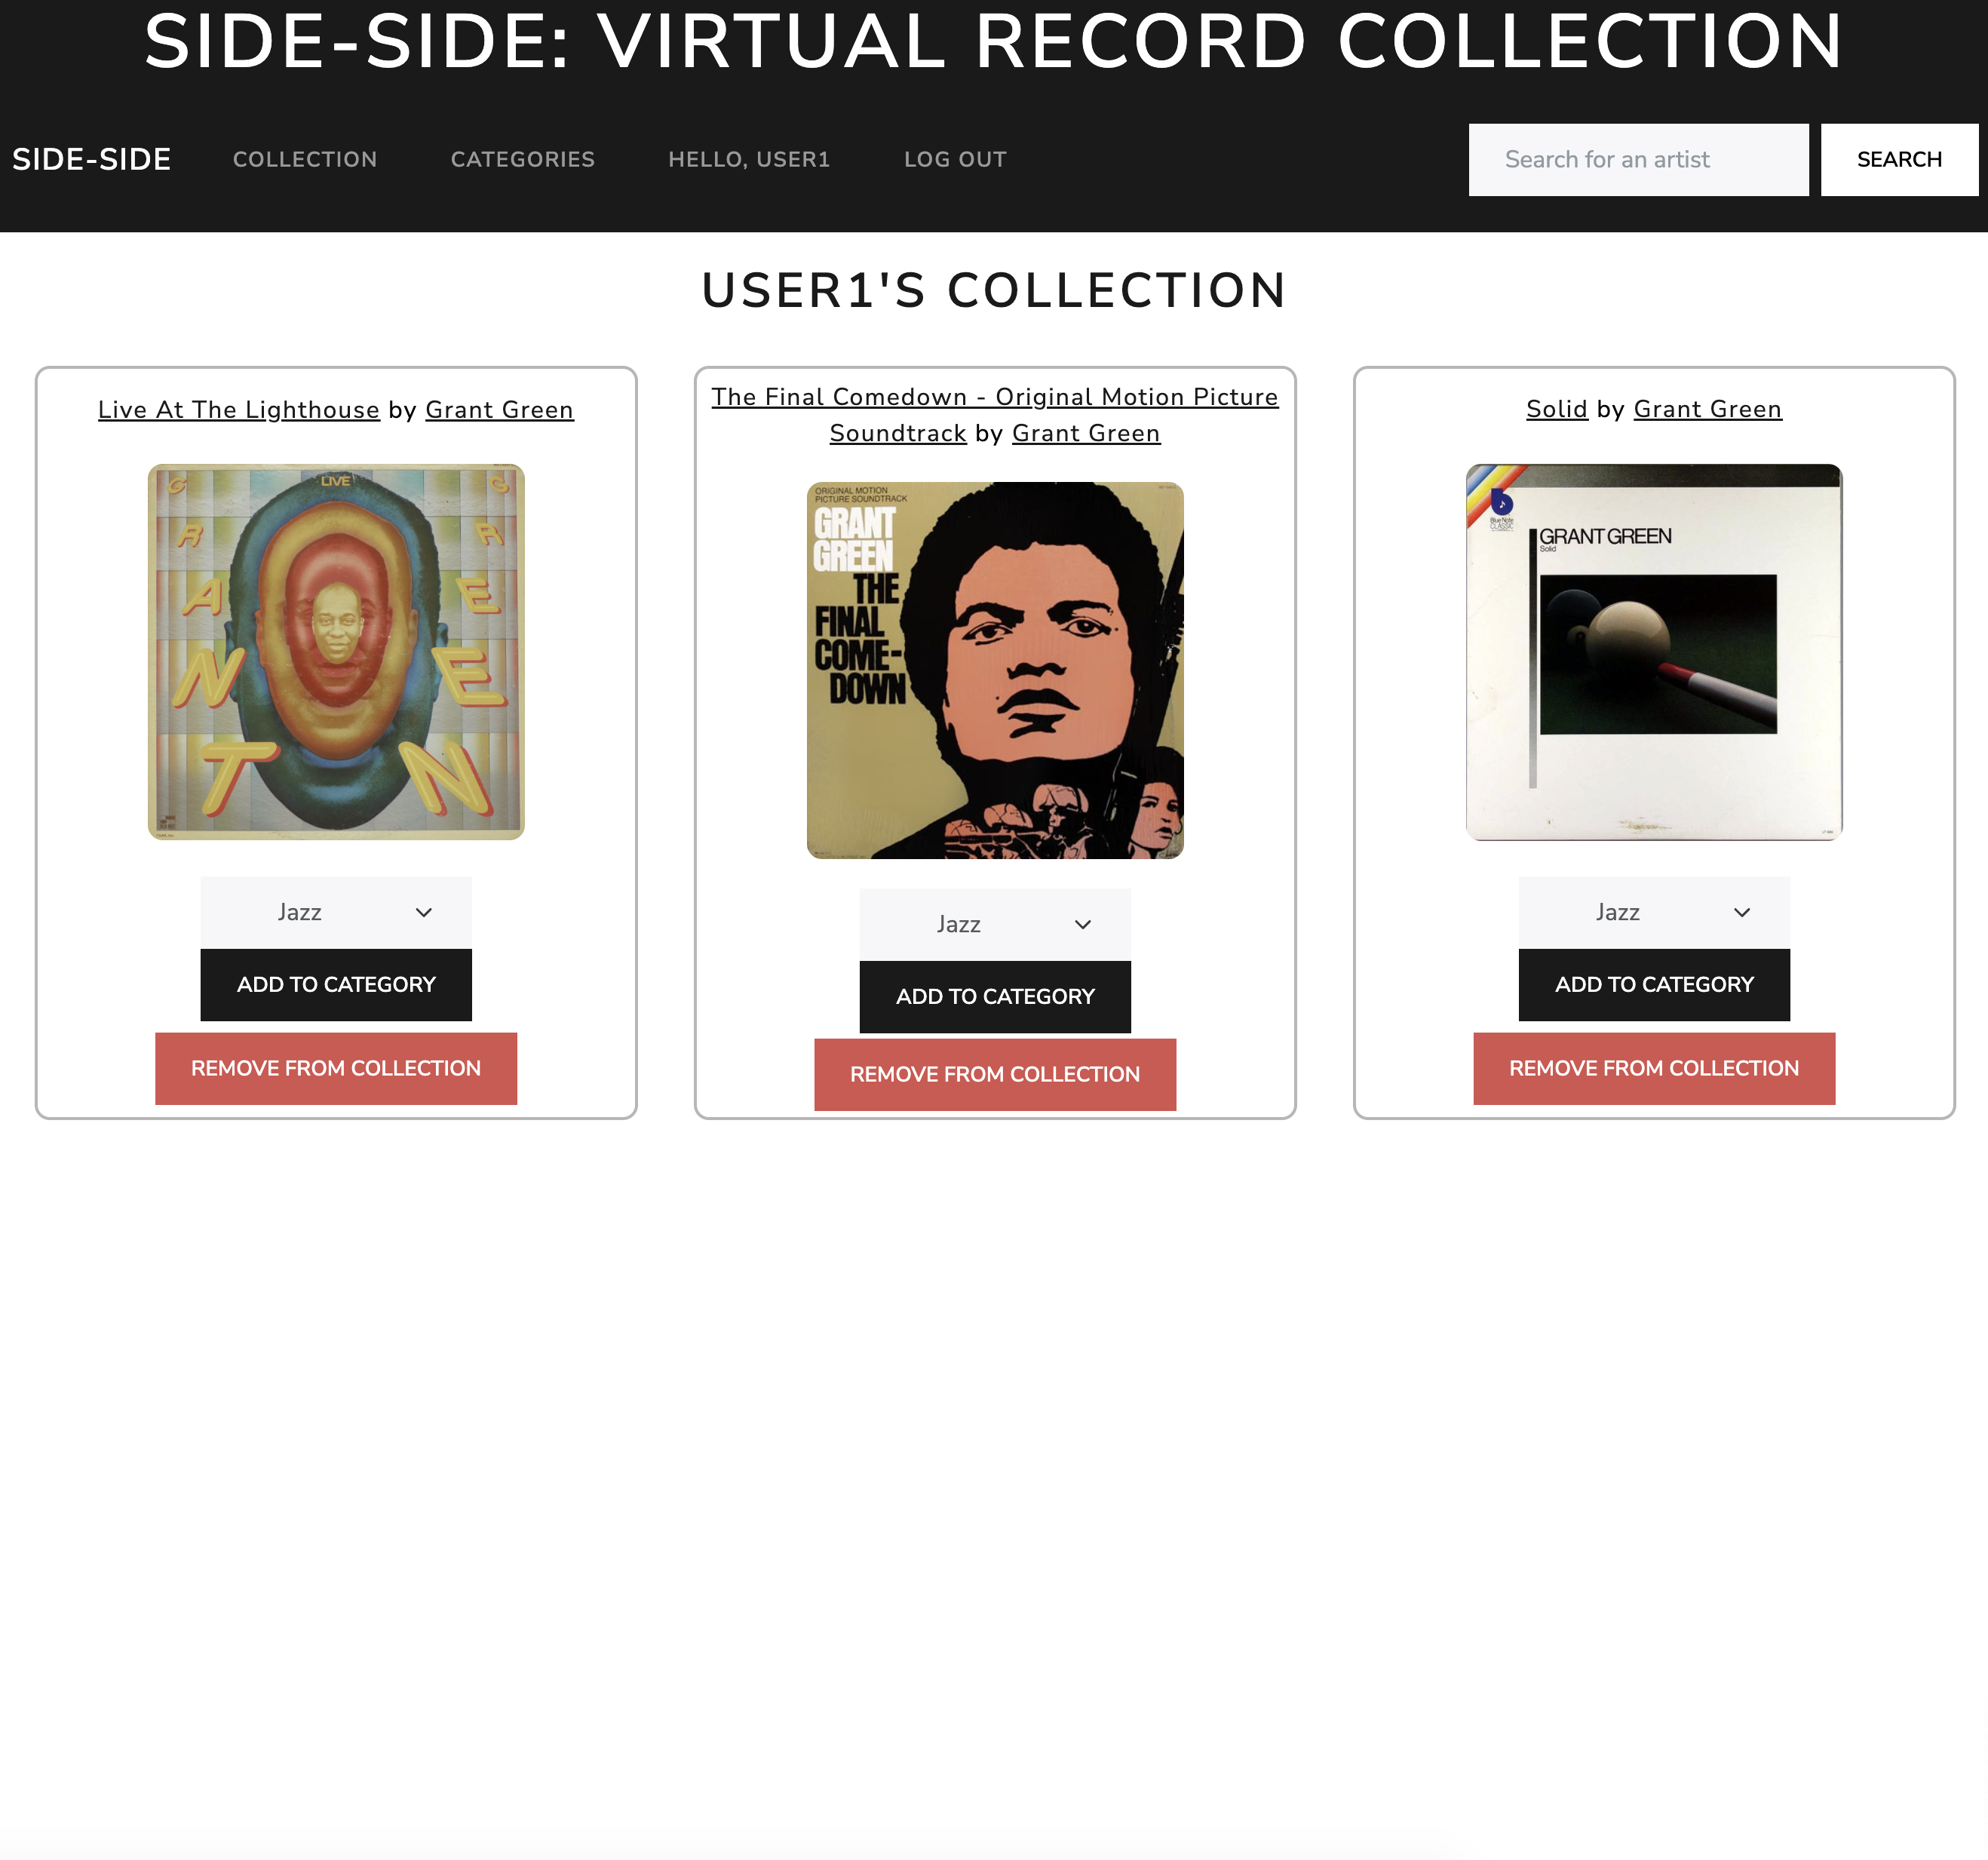 SIDE-SIDE: VIRTUAL RECORD COLLECTION
SIDE-SIDE COLLECTION CATEGORIES HELLO, USER1 LOG OUT Search for an artist SEARCH
USER1'S COLLECTION
Live At The Lighthouse by Grant Green
LIVE
G G
R R
A E
N E
T N
Jazz
ADD TO CATEGORY
REMOVE FROM COLLECTION
The Final Comedown - Original Motion Picture
Soundtrack by Grant Green
ORIGINAL MOTION
PICTURE SOUNDTRACK
GRANT
GREEN
THE
FINAL
COME-
DOWN
Jazz
ADD TO CATEGORY
REMOVE FROM COLLECTION
Solid by Grant Green
Blue Note
CLASSIC
GRANT GREEN
Solid
Jazz
ADD TO CATEGORY
REMOVE FROM COLLECTION